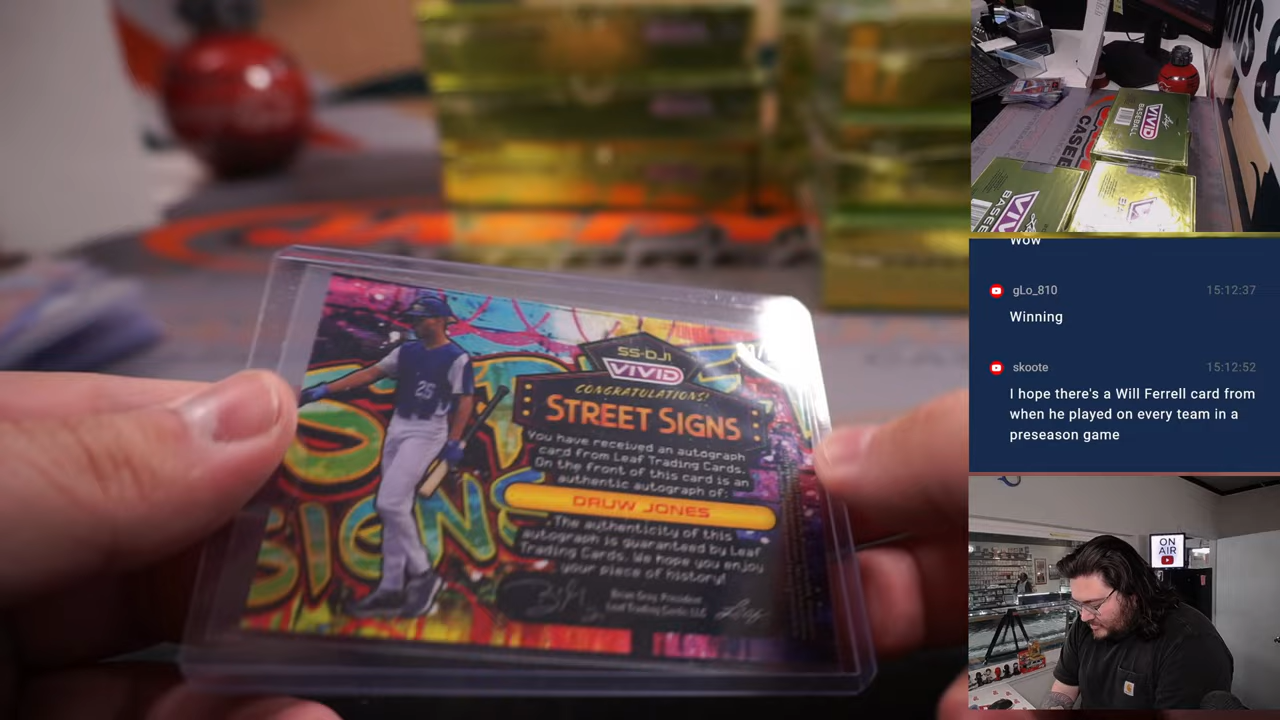 SS-DJ1
VIVID
CONGRATULATIONS!
STREET SIGNS
You have received an autograph
card from Leaf Trading Cards.
On the front of this card is an
authentic autograph of:
DRUW JONES
The authenticity of this
autograph is guaranteed by Leaf
Trading Cards. We hope you enjoy
your piece of history!
Brian Gray, President
Leaf Trading Cards, LLC
Leaf
25
VIVID
BASEBALL
VIVID
wow
gLo_810
15:12:37
Winning
skoote
15:12:52
I hope there's a Will Ferrell card from
when he played on every team in a
preseason game
ON
AIR